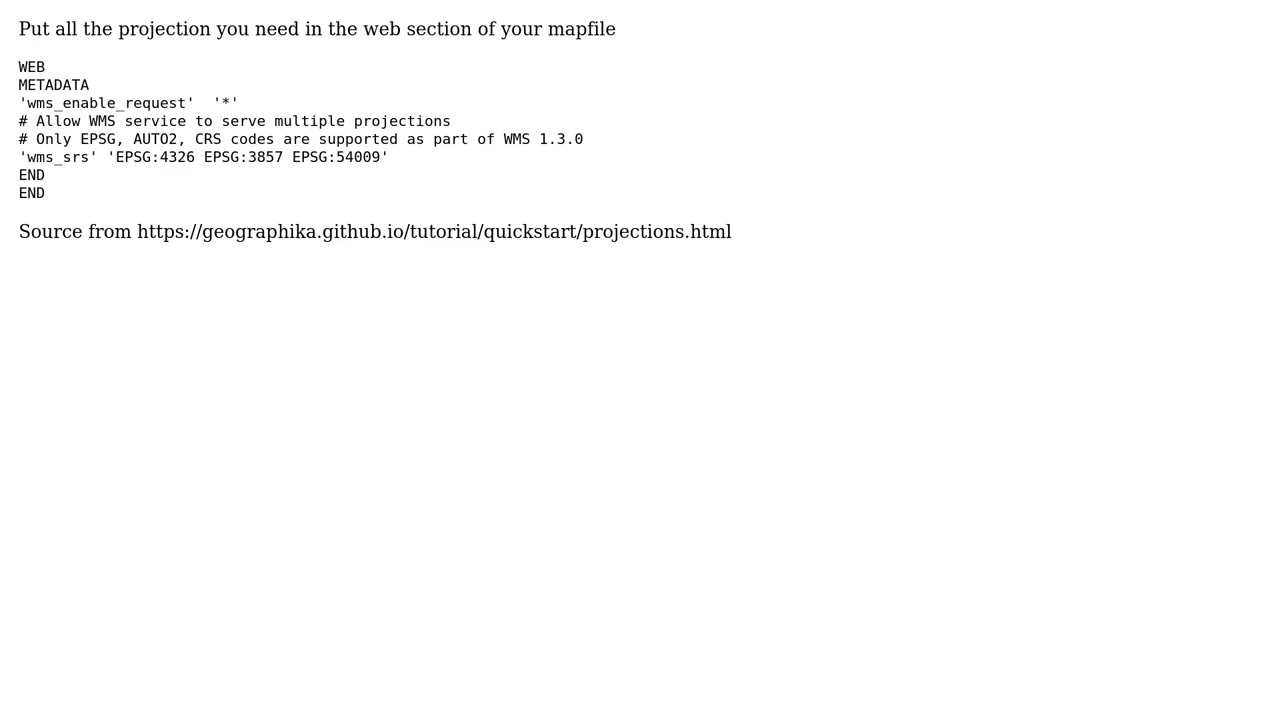 Put all the projection you need in the web section of your mapfile
WEB
METADATA
'wms_enable_request'  '*'
# Allow WMS service to serve multiple projections
# Only EPSG, AUTO2, CRS codes are supported as part of WMS 1.3.0
'wms_srs' 'EPSG:4326 EPSG:3857 EPSG:54009'
END
END
Source from https://geographika.github.io/tutorial/quickstart/projections.html